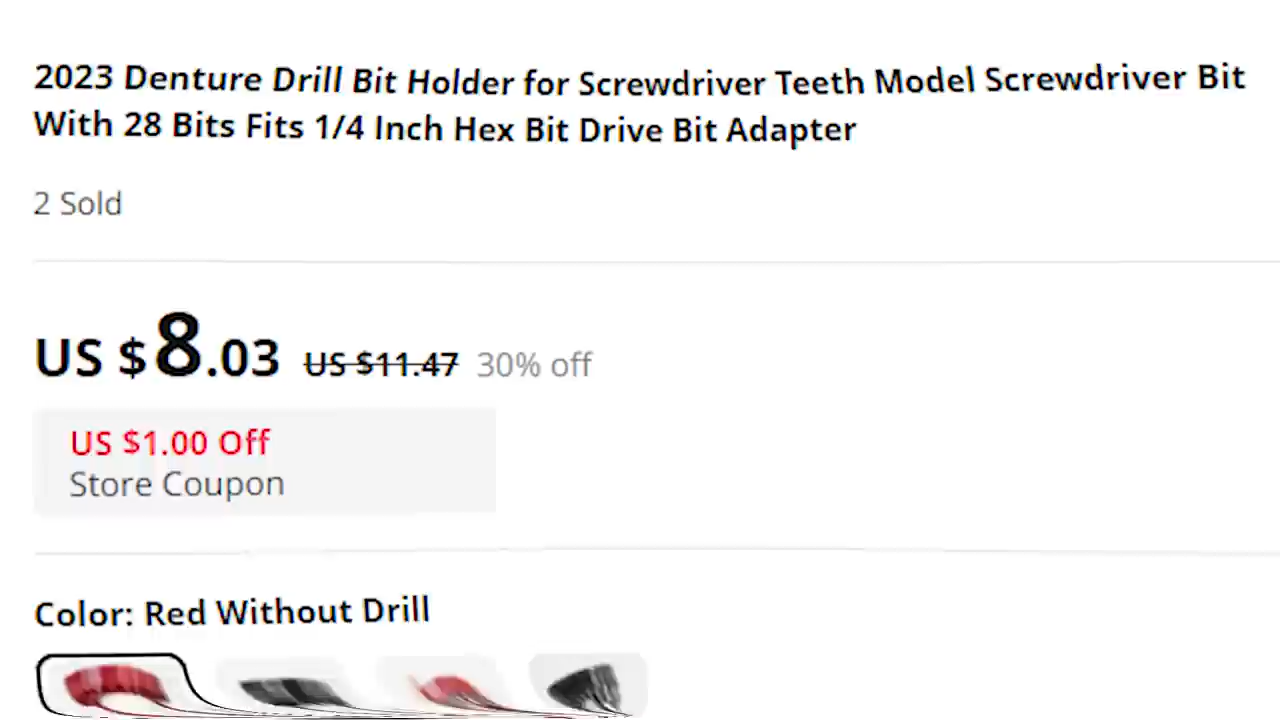 2023 Denture Drill Bit Holder for Screwdriver Teeth Model Screwdriver Bit
With 28 Bits Fits 1/4 Inch Hex Bit Drive Bit Adapter
2 Sold
US $8.03 US $11.47 30% off
US $1.00 Off
Store Coupon
Color: Red Without Drill